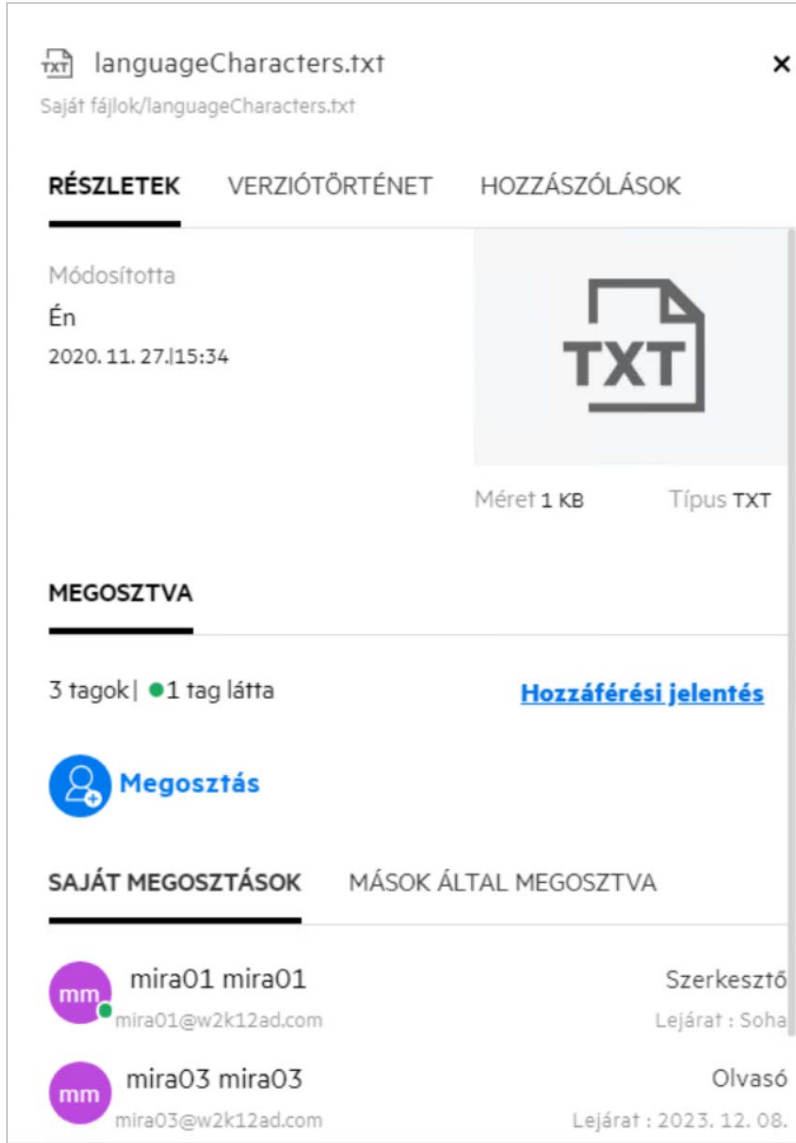 TXT languageCharacters.txt ×
Saját fájlok/languageCharacters.txt
RÉSZLETEK VERZIÓTÖRTÉNET HOZZÁSZÓLÁSOK
Módosította
Én
2020. 11. 27.|15:34
TXT
Méret 1 KB Típus TXT
MEGOSZTVA
3 tagok| 1 tag látta Hozzáférési jelentés
Megosztás
SAJÁT MEGOSZTÁSOK MÁSOK ÁLTAL MEGOSZTVA
mm mira01 mira01 Szerkesztő
mira01@w2k12ad.com Lejárat : Soha
mm mira03 mira03 Olvasó
mira03@w2k12ad.com Lejárat : 2023. 12. 08.